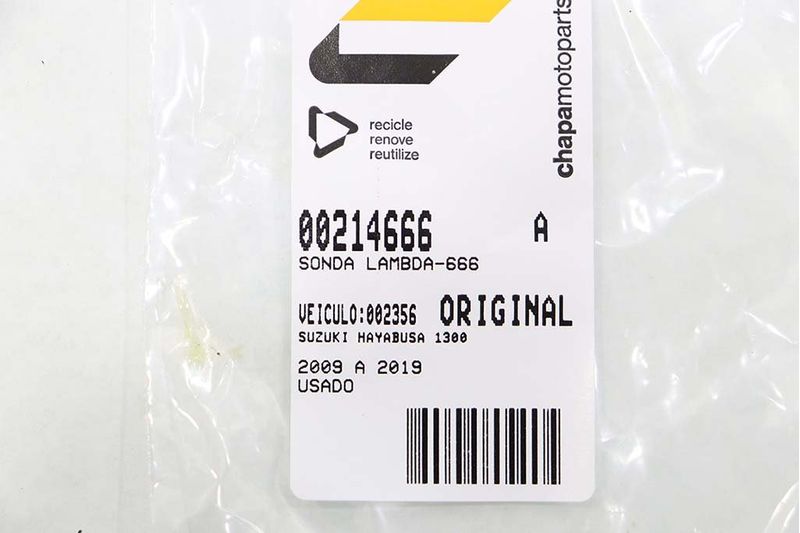 chapamotoparts
recicle
renove
reutilize
00214666 A
SONDA LAMBDA-666
VEICULO:002356 ORIGINAL
SUZUKI HAYABUSA 1300
2009 A 2019
USADO